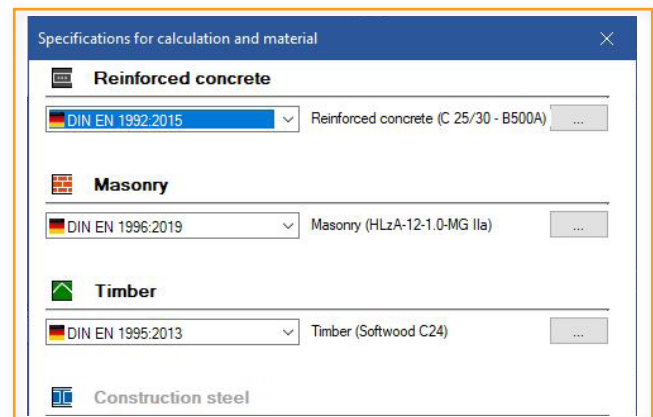 Specifications for calculation and material
Reinforced concrete
DIN EN 1992:2015 Reinforced concrete (C 25/30 - B500A) ...
Masonry
DIN EN 1996:2019 Masonry (HLzA-12-1.0-MG IIa) ...
Timber
DIN EN 1995:2013 Timber (Softwood C24) ...
Construction steel